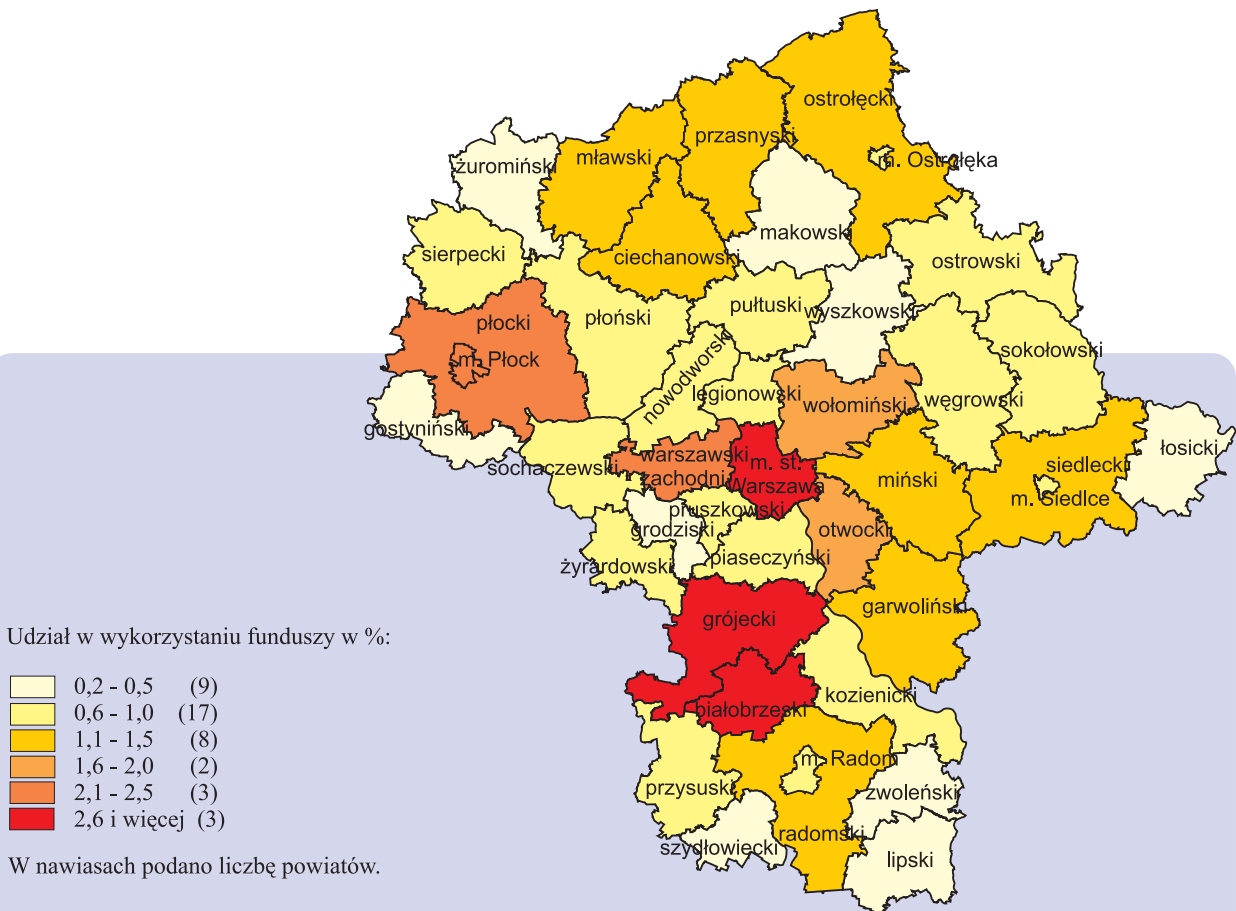 ostrołęcki
przasnyski
mławski
m. Ostrołęka
żuromiński
makowski
ciechanowski
sierpecki
ostrowski
pułtuski
wyszkowski
płocki
płoński
m. Płock
nowodworski
sokołowski
legionowski
wołomiński
węgrowski
gostyniński
łosicki
sochaczewski
warszawski
zachodni
m. st.
Warszawa
siedlecki
miński
m. Siedlce
pruszkowski
grodziski
otwocki
żyrardowski
piaseczyński
garwoliński
grójecki
kozienicki
białobrzeski
m. Radom
przysuski
zwoleński
radomski
szydłowiecki
lipski
Udział w wykorzystaniu funduszy w %:
0,2 - 0,5 (9)
0,6 - 1,0 (17)
1,1 - 1,5 (8)
1,6 - 2,0 (2)
2,1 - 2,5 (3)
2,6 i więcej (3)
W nawiasach podano liczbę powiatów.